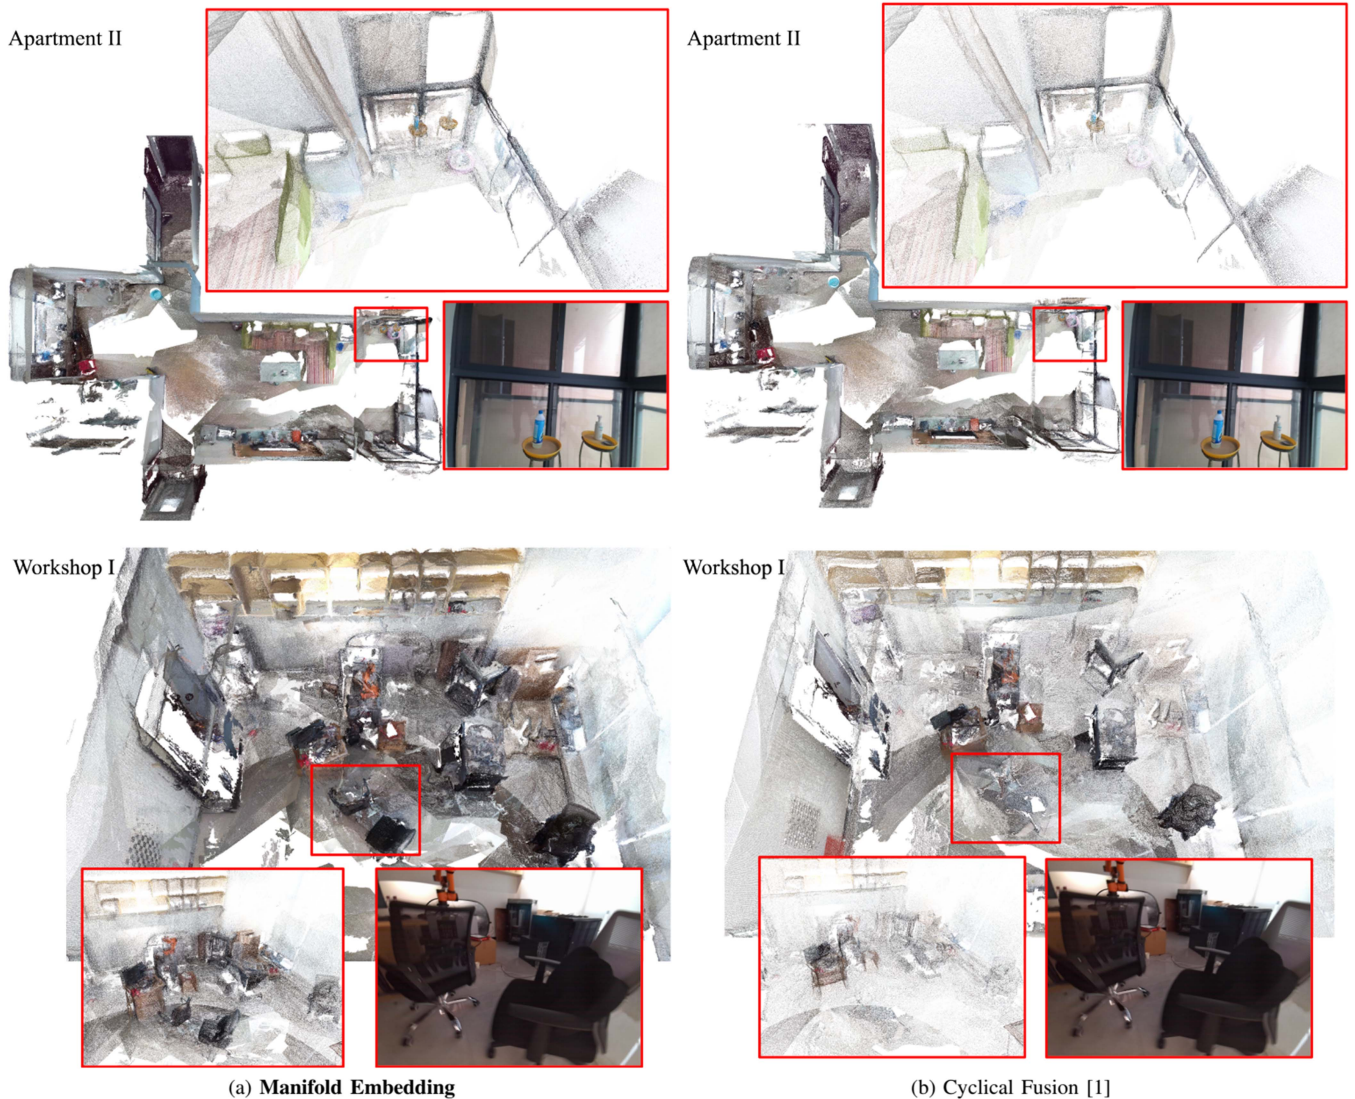 Apartment II
Apartment II
Workshop I
Workshop I
(a) Manifold Embedding
(b) Cyclical Fusion [1]